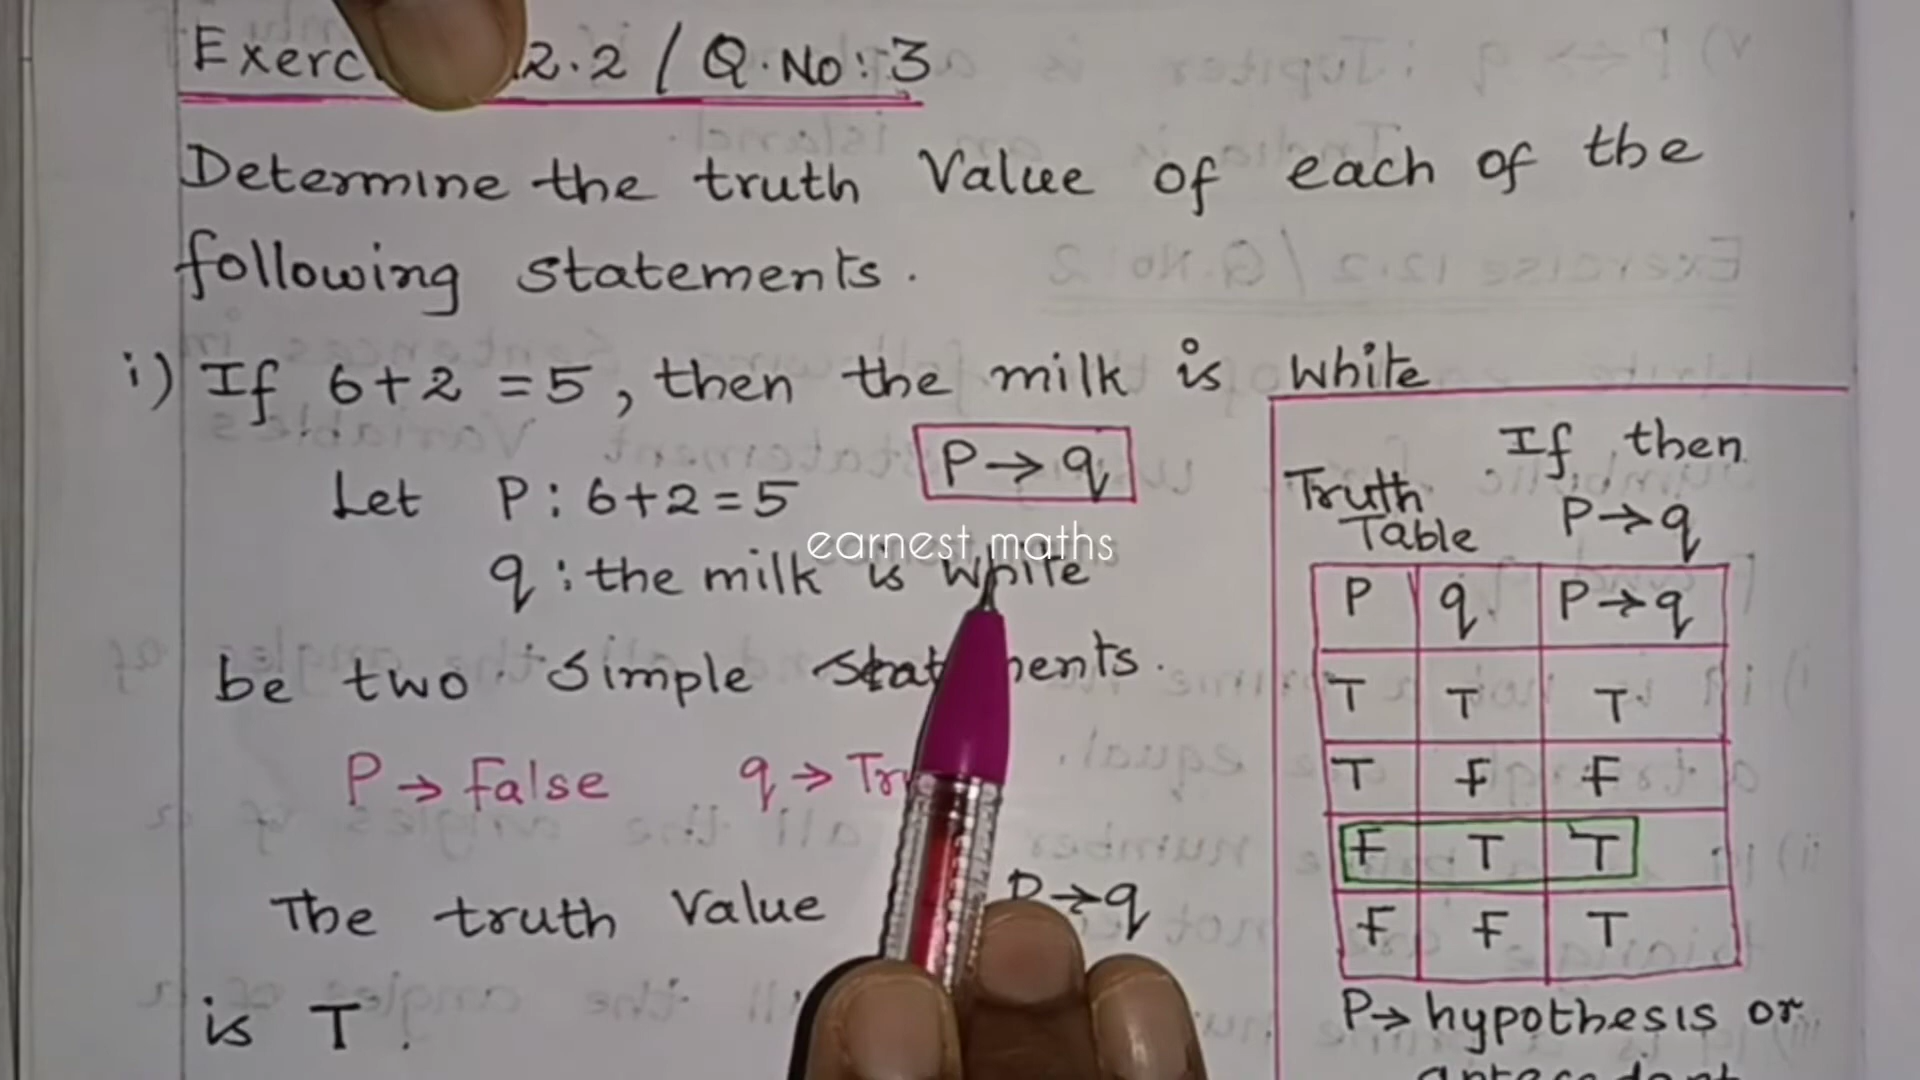 Exerc 2.2 / Q.No: 3
Determine the truth Value of each of the
following statements.
i) If 6+2 =5, then the milk is white
P→q
Let P: 6+2=5
earnest maths
q: the milk is white
be two simple statements.
P→ False q→ Tr
The truth value P→q
is T.
If then
Truth Table P→q
P q P→q
T T T
T F F
F T T
F F T
P→ hypothesis or
antecedent